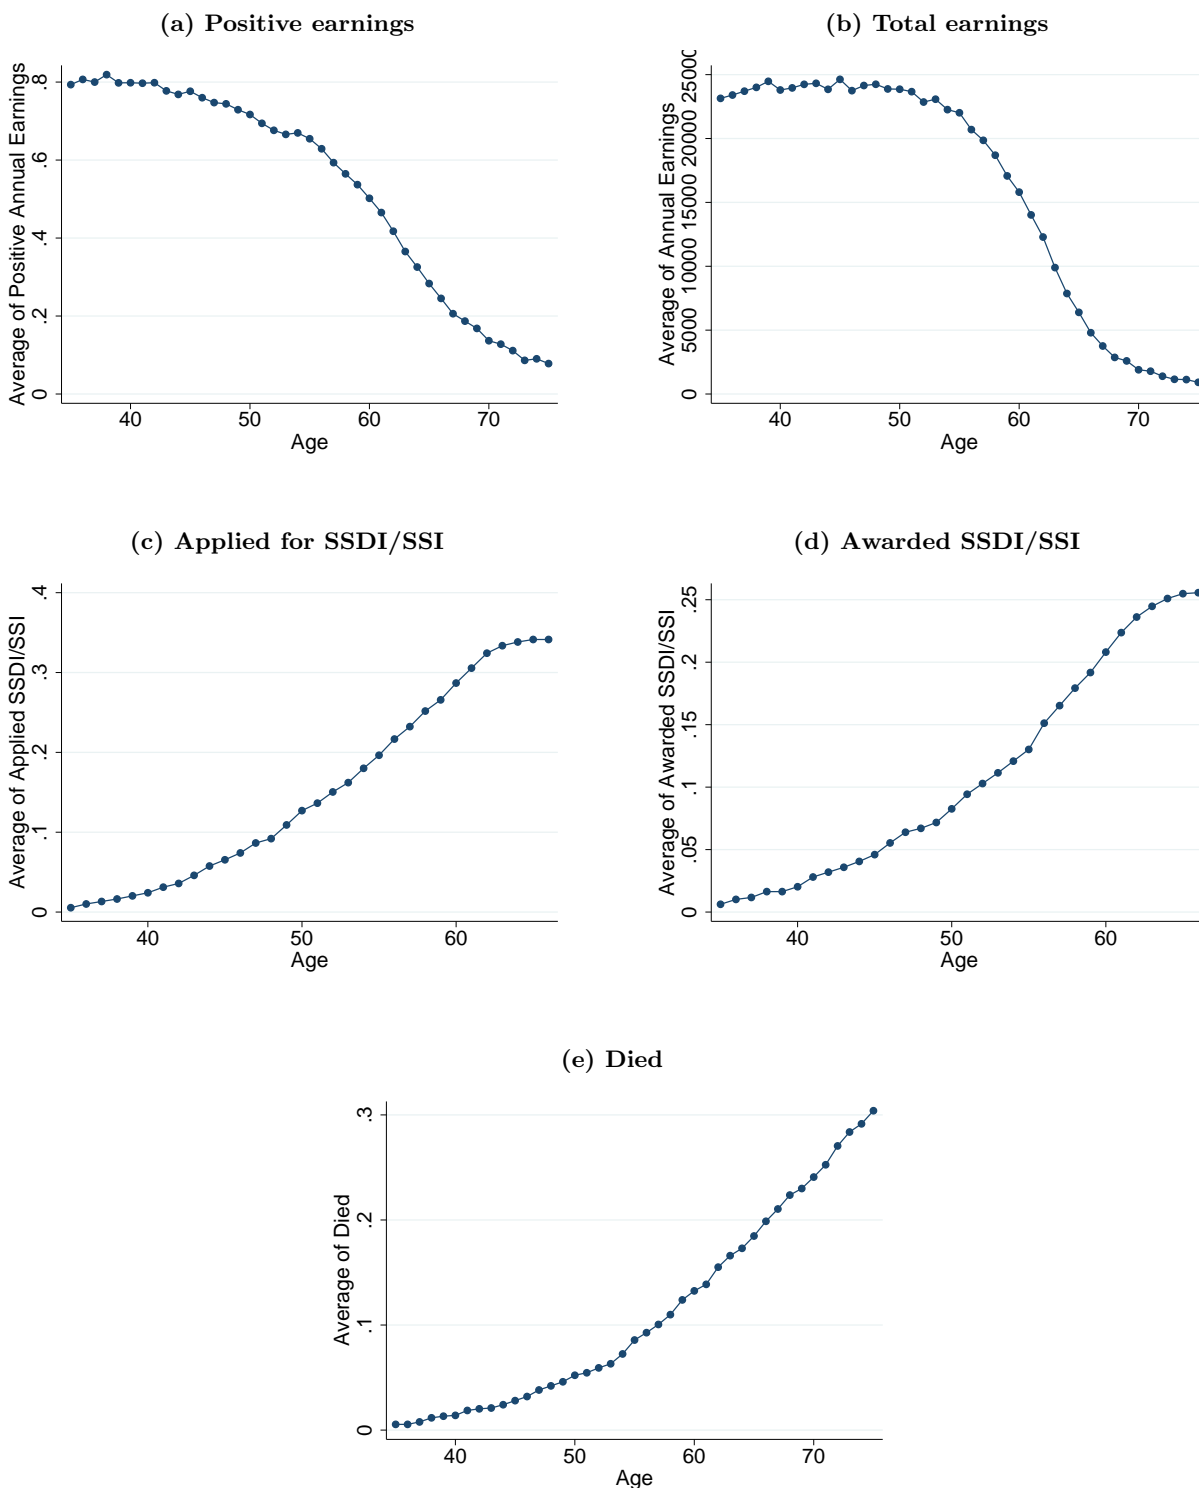 (a) Positive earnings
Average of Positive Annual Earnings
0 .2 .4 .6 .8
40 50 60 70
Age
(b) Total earnings
Average of Annual Earnings
0 5000 10000 15000 20000 25000
40 50 60 70
Age
(c) Applied for SSDI/SSI
Average of Applied SSDI/SSI
0 .1 .2 .3 .4
40 50 60
Age
(d) Awarded SSDI/SSI
Average of Awarded SSDI/SSI
0 .05 .1 .15 .2 .25
40 50 60
Age
(e) Died
Average of Died
0 .1 .2 .3
40 50 60 70
Age